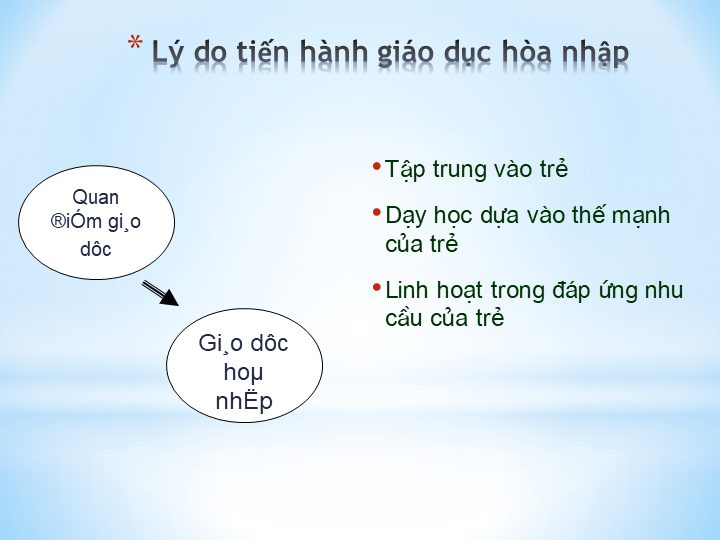 * Lý do tiến hành giáo dục hòa nhập
Quan
®iÓm gi¸o
dôc
Gi¸o dôc
hoµ
nhËp
• Tập trung vào trẻ
• Dạy học dựa vào thế mạnh
của trẻ
• Linh hoạt trong đáp ứng nhu
cầu của trẻ